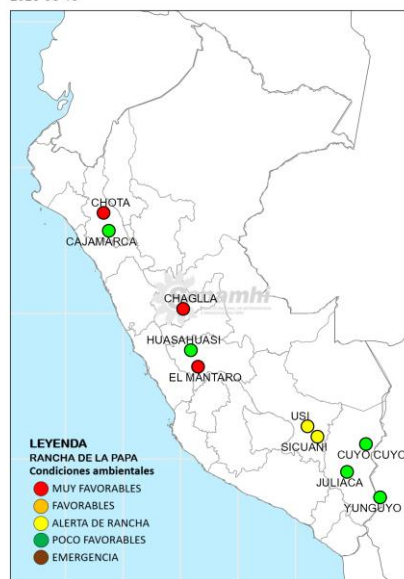 CHOTA
CAJAMARCA
CHAGLLA
HUASAHUASI
EL MANTARO
USI
SICUANI
CUYO CUYO
JULIACA
YUNGUYO
LEYENDA
RANCHA DE LA PAPA
Condiciones ambientales
MUY FAVORABLES
FAVORABLES
ALERTA DE RANCHA
POCO FAVORABLES
EMERGENCIA